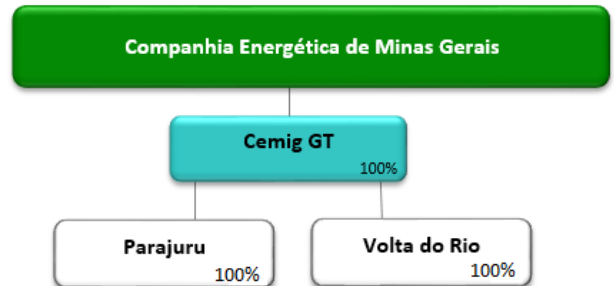 Companhia Energética de Minas Gerais
Cemig GT
100%
Parajuru
100%
Volta do Rio
100%